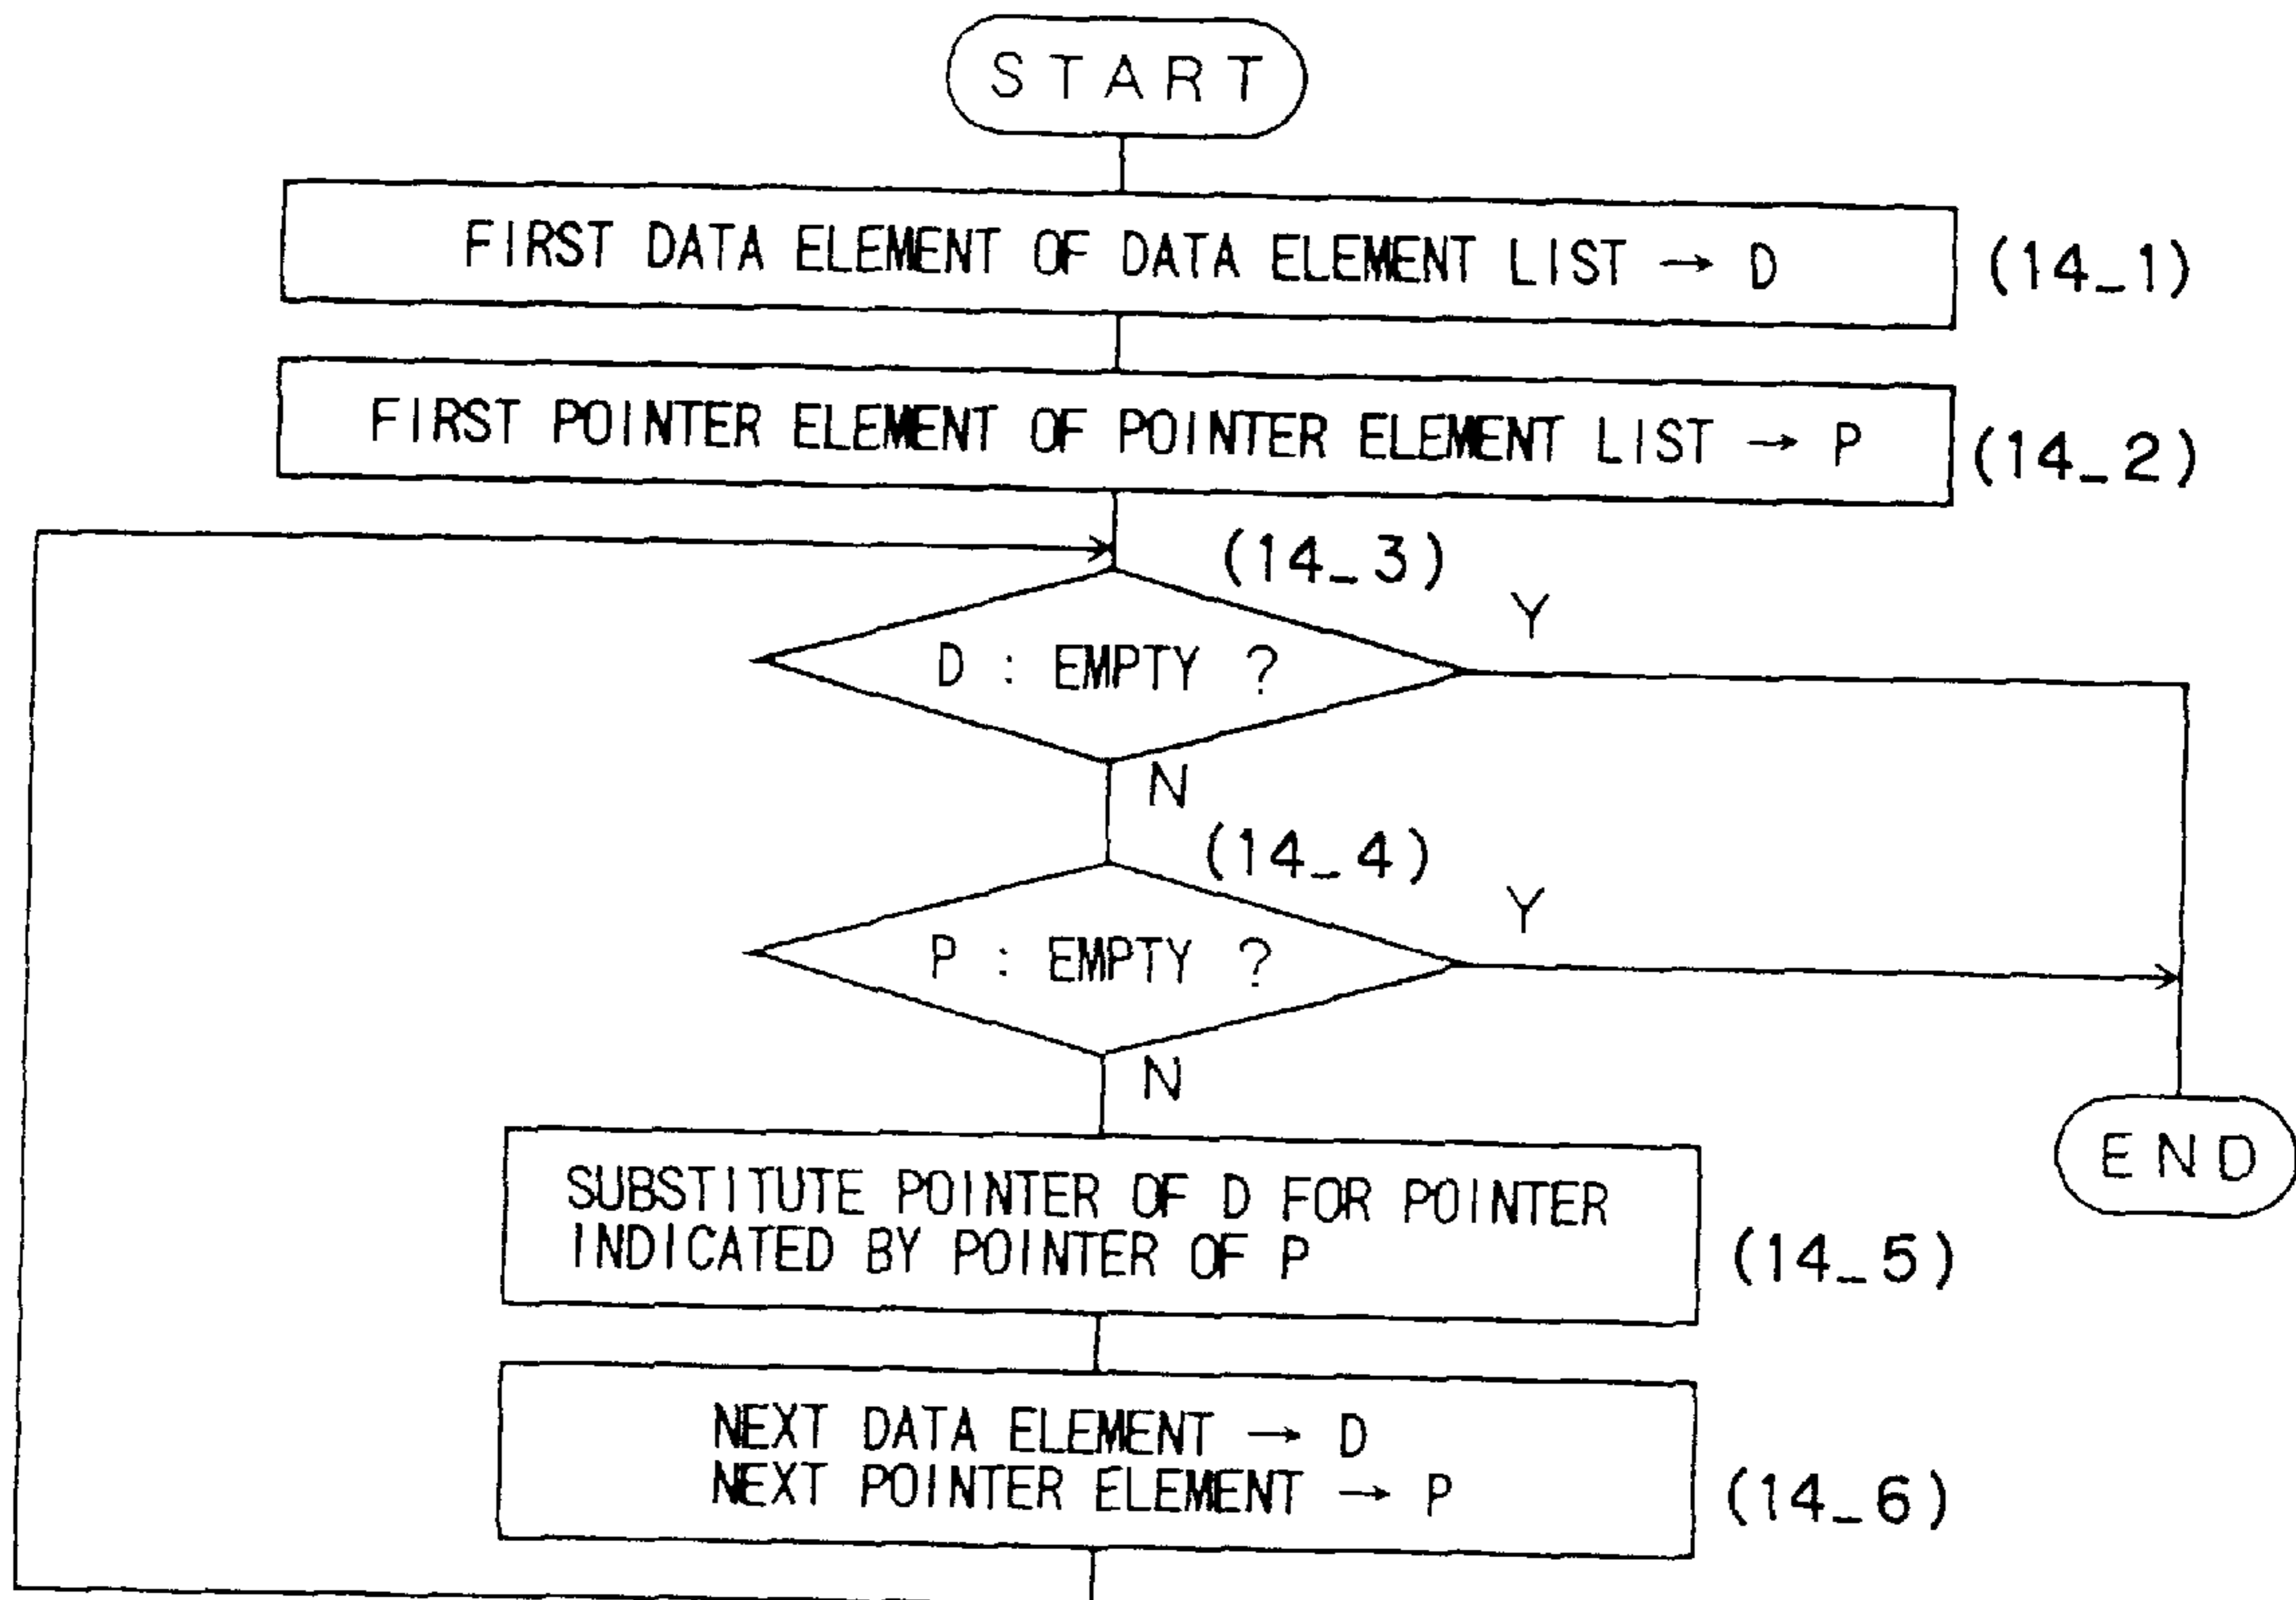 START
FIRST DATA ELEMENT OF DATA ELEMENT LIST → D
(14_1)
FIRST POINTER ELEMENT OF POINTER ELEMENT LIST → P
(14_2)
(14_3)
D : EMPTY ?
Y
N
(14_4)
P : EMPTY ?
Y
N
SUBSTITUTE POINTER OF D FOR POINTER
INDICATED BY POINTER OF P
(14_5)
END
NEXT DATA ELEMENT → D
NEXT POINTER ELEMENT → P
(14_6)